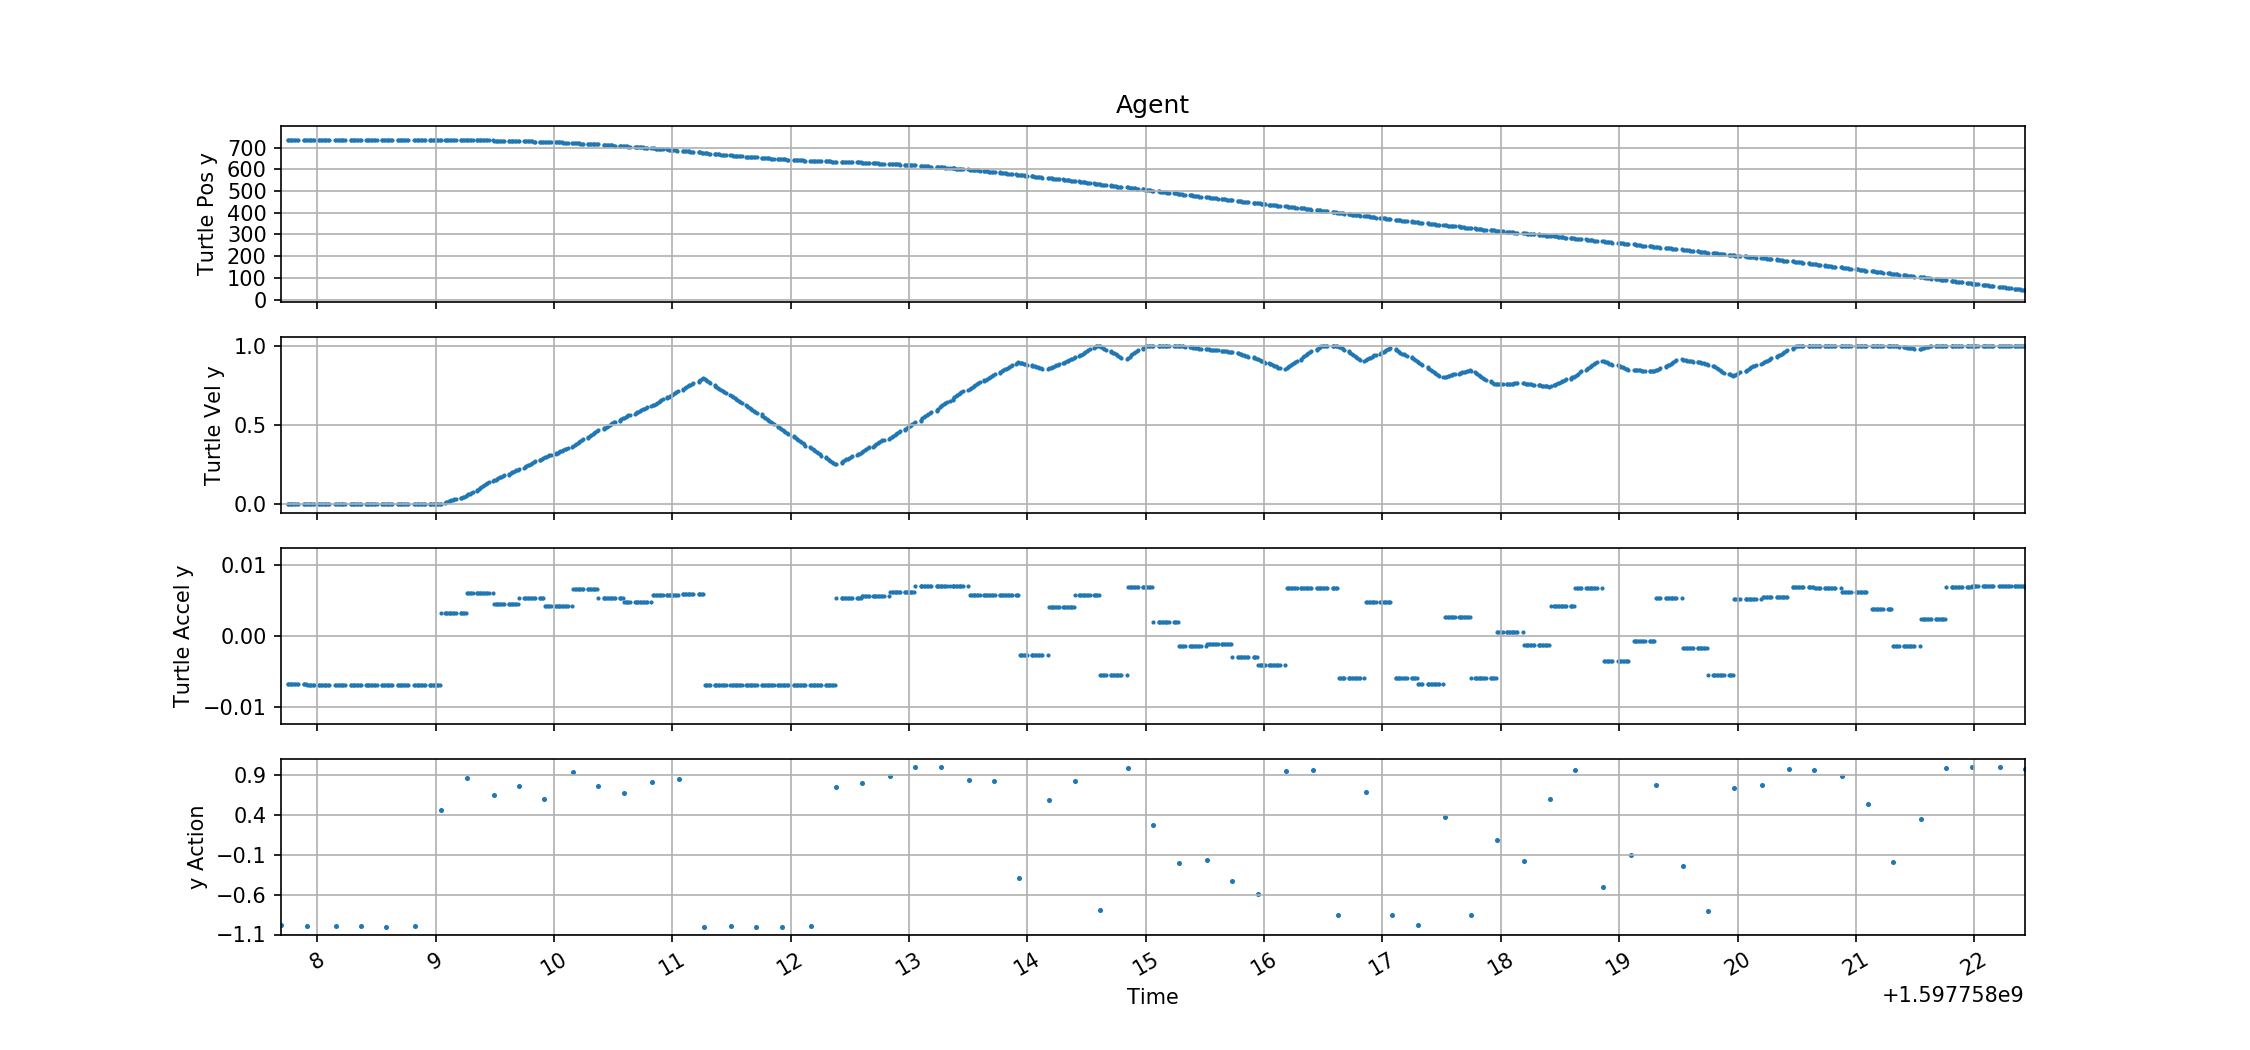 Agent
Turtle Pos y
700
600
500
400
300
200
100
0
Turtle Vel y
1.0
0.5
0.0
Turtle Accel y
0.01
0.00
−0.01
y Action
0.9
0.4
−0.1
−0.6
−1.1
8 9 10 11 12 13 14 15 16 17 18 19 20 21 22
Time
+1.597758e9